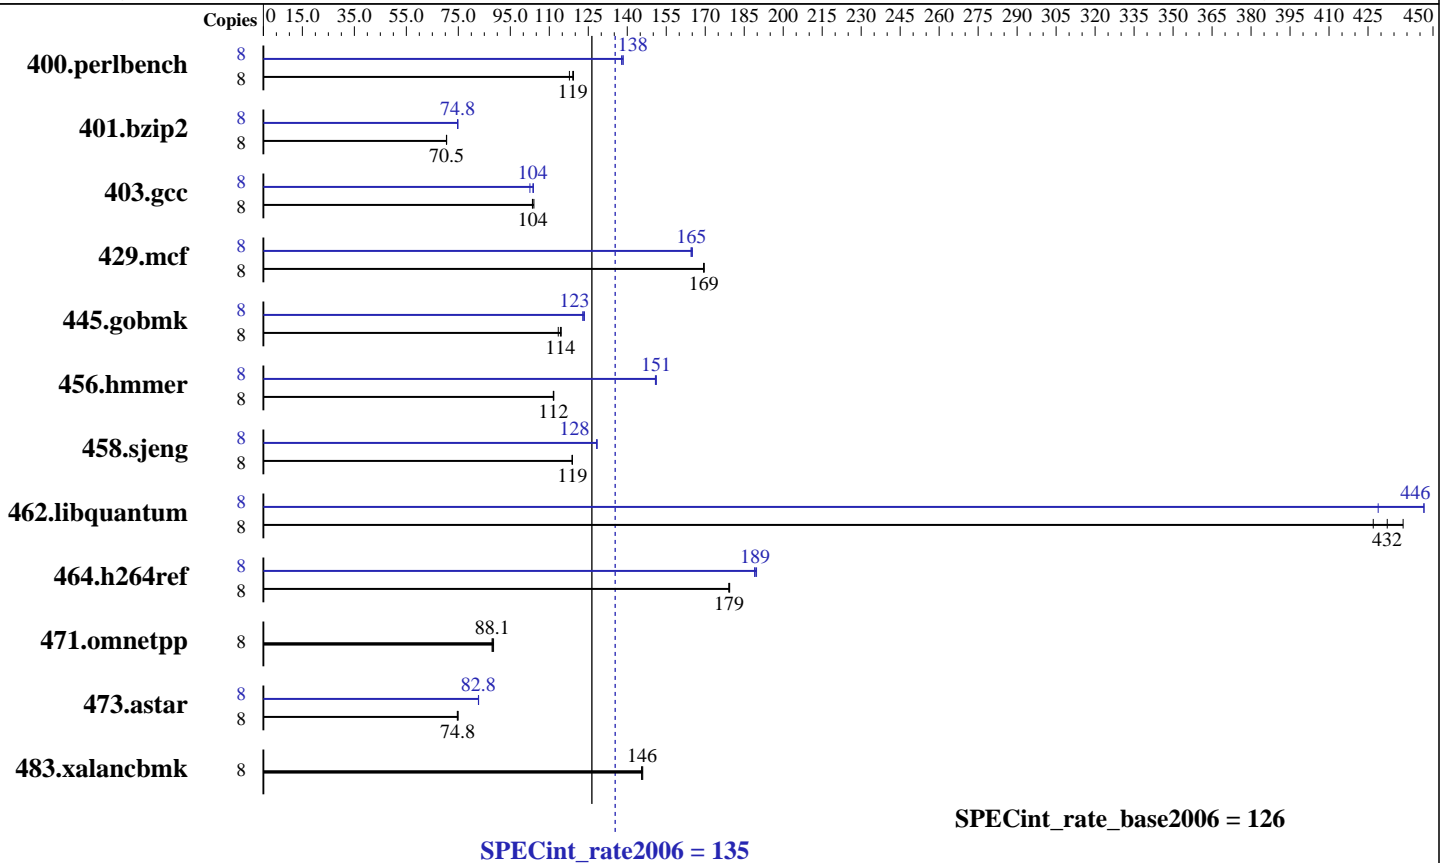 Copies 0 15.0 35.0 55.0 75.0 95.0 110 125 140 155 170 185 200 215 230 245 260 275 290 305 320 335 350 365 380 395 410 425 450
400.perlbench 8 138
8 119
401.bzip2 8 74.8
8 70.5
403.gcc 8 104
8 104
429.mcf 8 165
8 169
445.gobmk 8 123
8 114
456.hmmer 8 151
8 112
458.sjeng 8 128
8 119
462.libquantum 8 446
8 432
464.h264ref 8 189
8 179
471.omnetpp 8 88.1
473.astar 8 82.8
8 74.8
483.xalancbmk 8 146
SPECint_rate_base2006 = 126
SPECint_rate2006 = 135